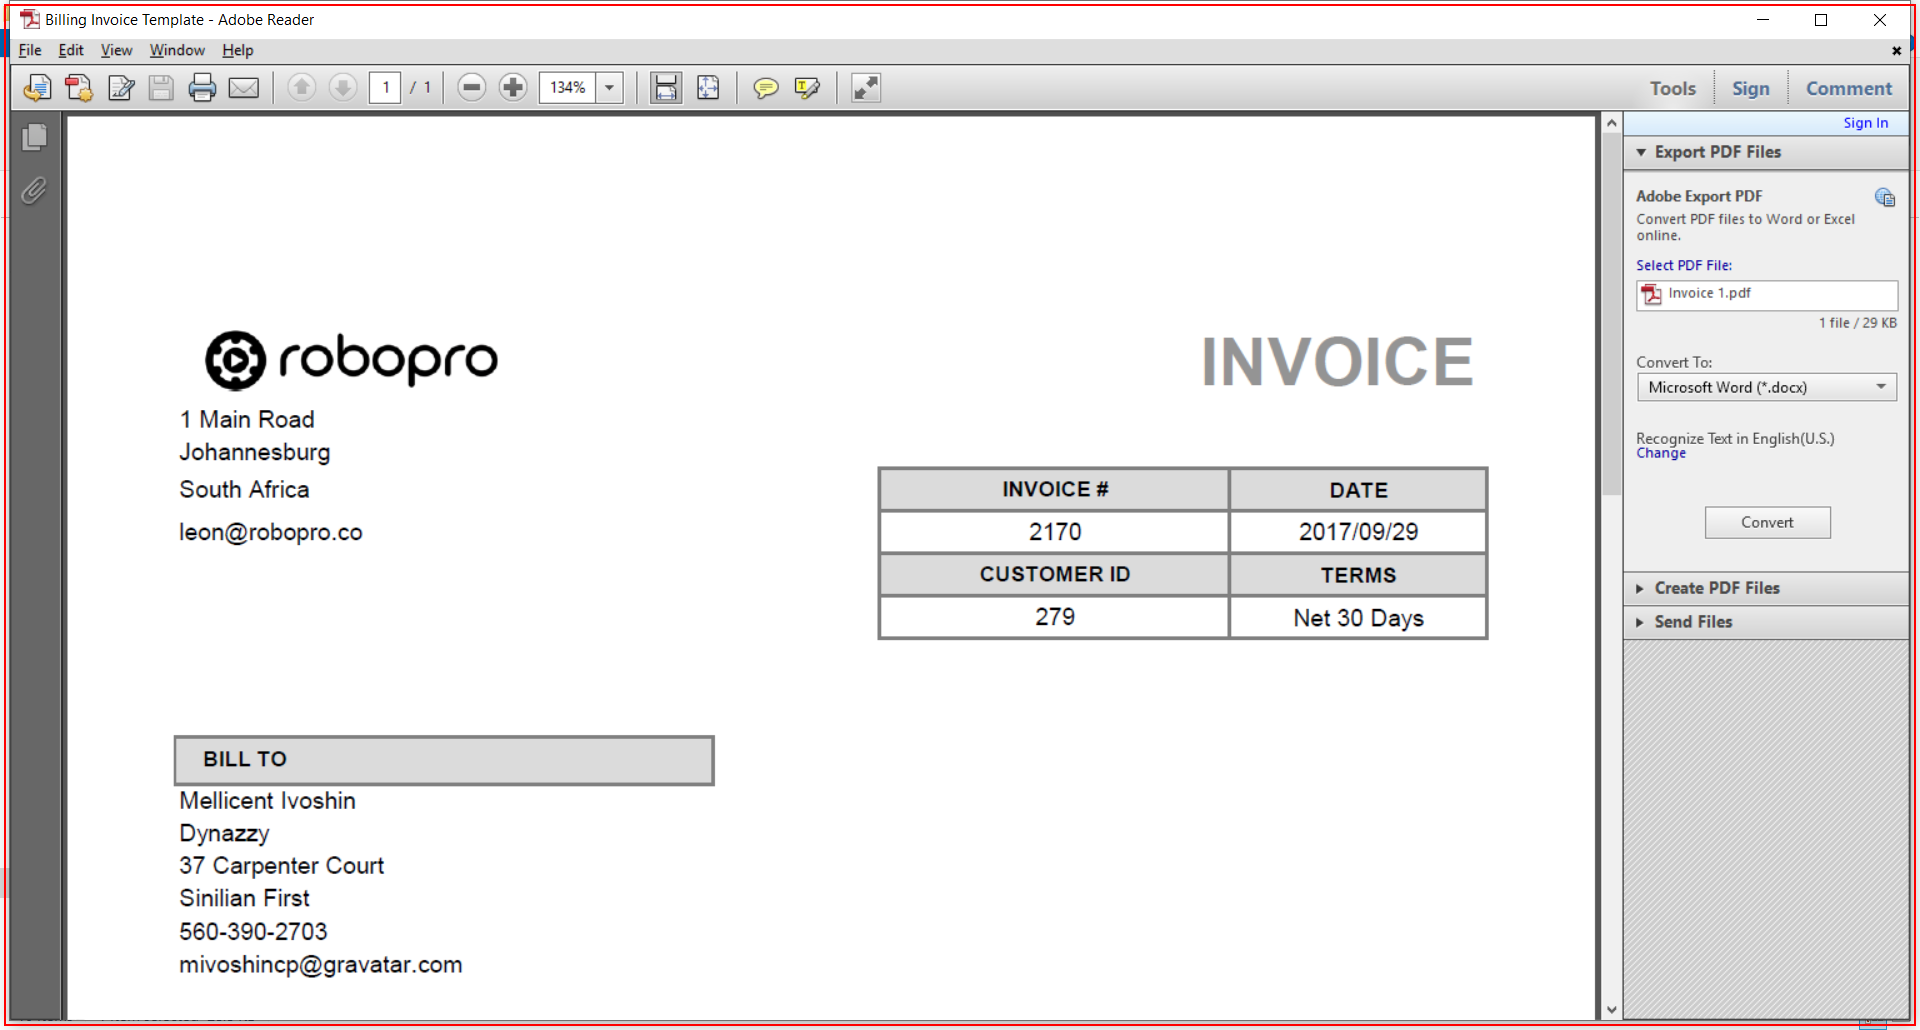 Billing Invoice Template - Adobe Reader
File Edit View Window Help
1 / 1 134% Tools Sign Comment
Sign In
Export PDF Files
Adobe Export PDF
Convert PDF files to Word or Excel
online.
Select PDF File:
Invoice 1.pdf
1 file / 29 KB
Convert To:
Microsoft Word (*.docx)
Recognize Text in English(U.S.)
Change
Convert
Create PDF Files
Send Files
robopro
INVOICE
1 Main Road
Johannesburg
South Africa
leon@robopro.co
INVOICE # DATE
2170 2017/09/29
CUSTOMER ID TERMS
279 Net 30 Days
BILL TO
Mellicent Ivoshin
Dynazzy
37 Carpenter Court
Sinilian First
560-390-2703
mivoshincp@gravatar.com